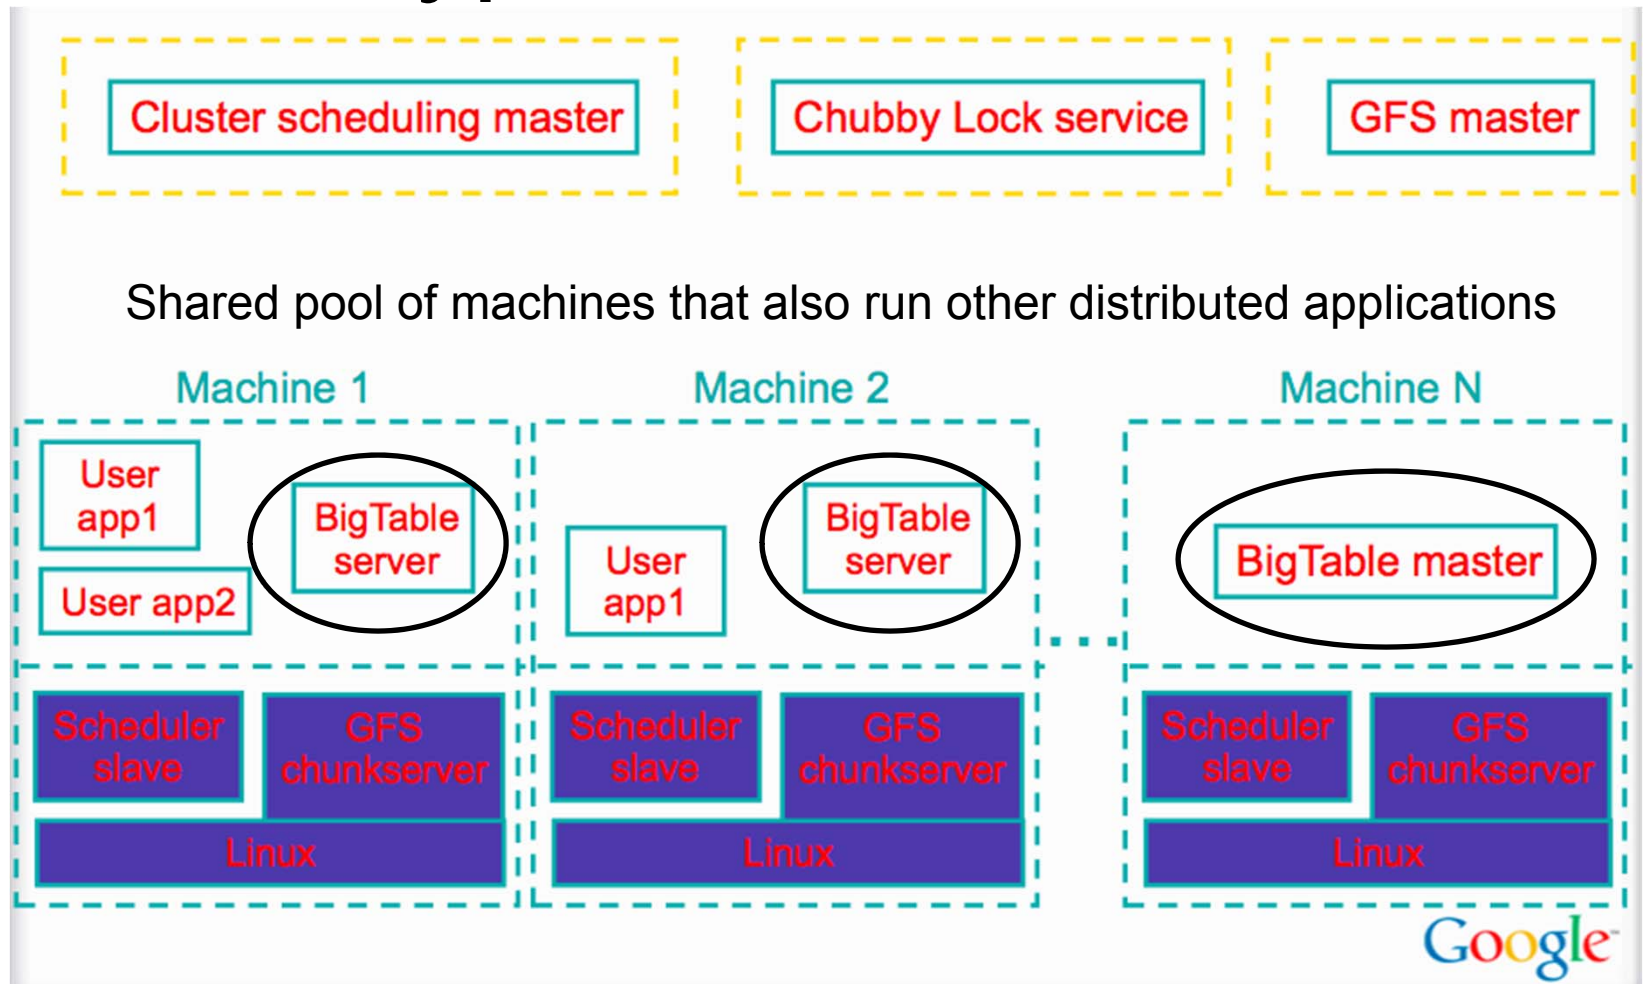 Cluster scheduling master
Chubby Lock service
GFS master
Shared pool of machines that also run other distributed applications
Machine 1
Machine 2
Machine N
User
app1
User app2
BigTable
server
User
app1
BigTable
server
...
BigTable master
Scheduler
slave
GFS
chunkserver
Linux
Scheduler
slave
GFS
chunkserver
Linux
Scheduler
slave
GFS
chunkserver
Linux
Google